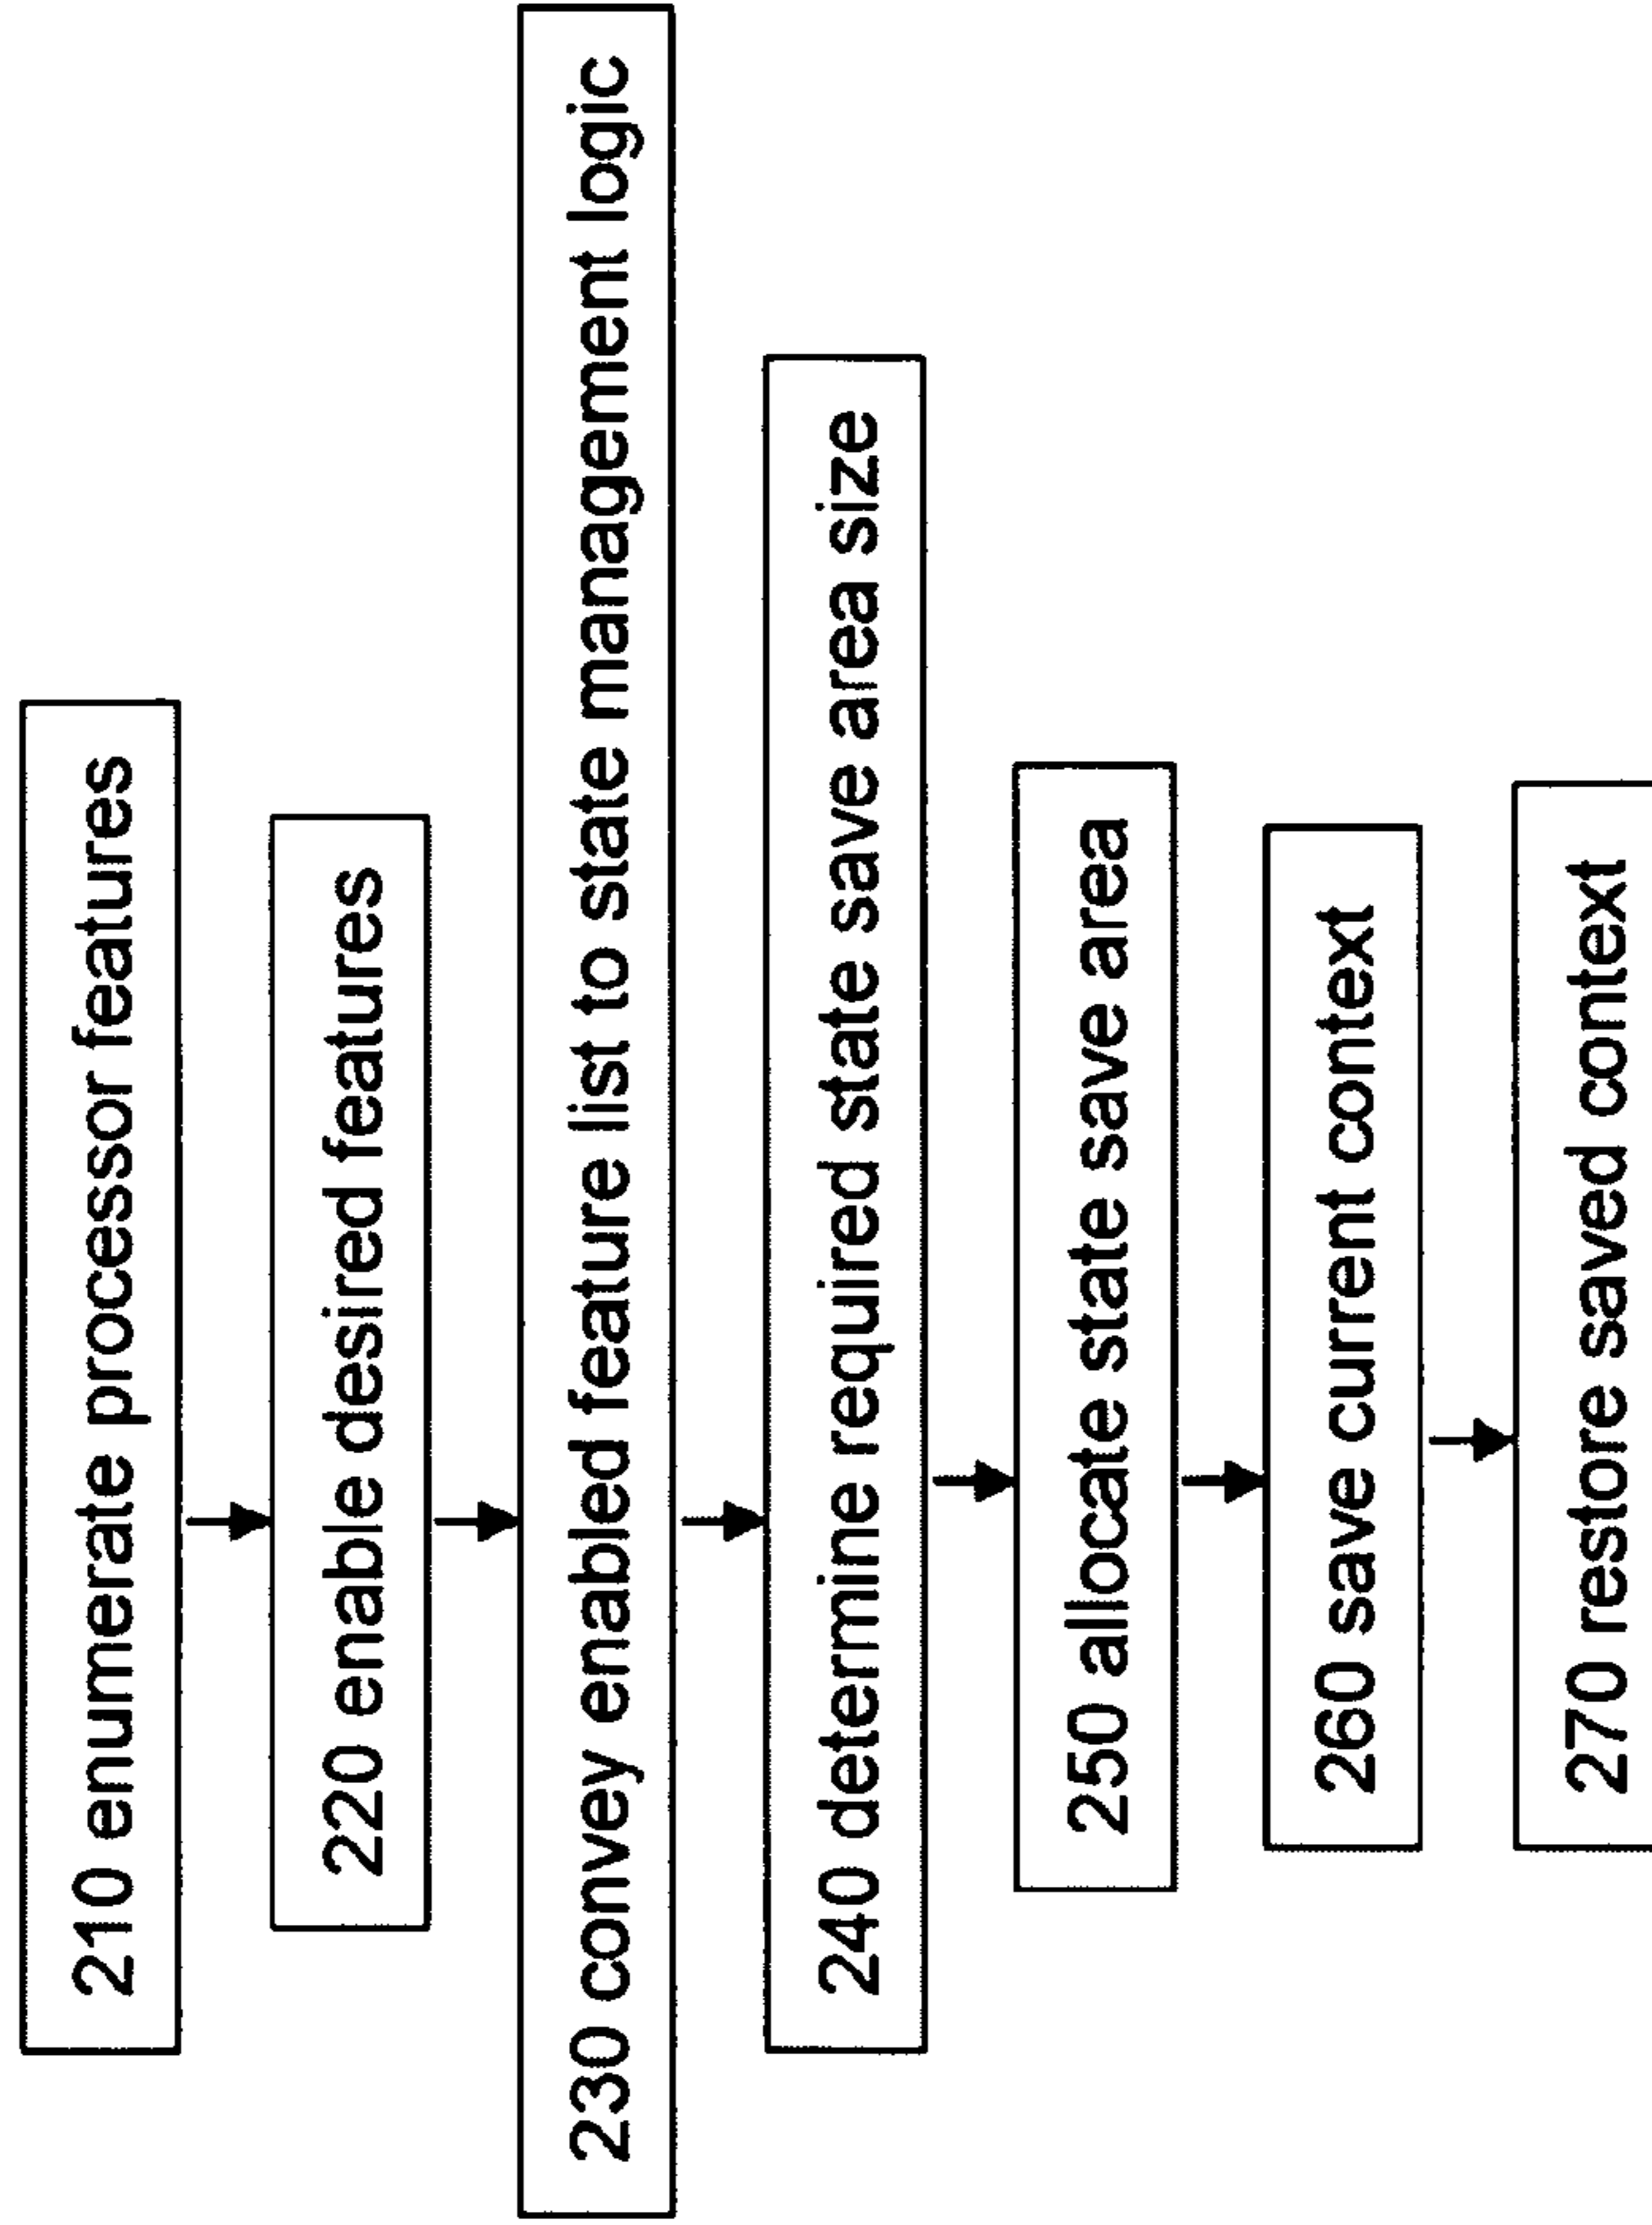 210 enumerate processor features
220 enable desired features
230 convey enabled feature list to state management logic
240 determine required state save area size
250 allocate state save area
260 save current context
270 restore saved context